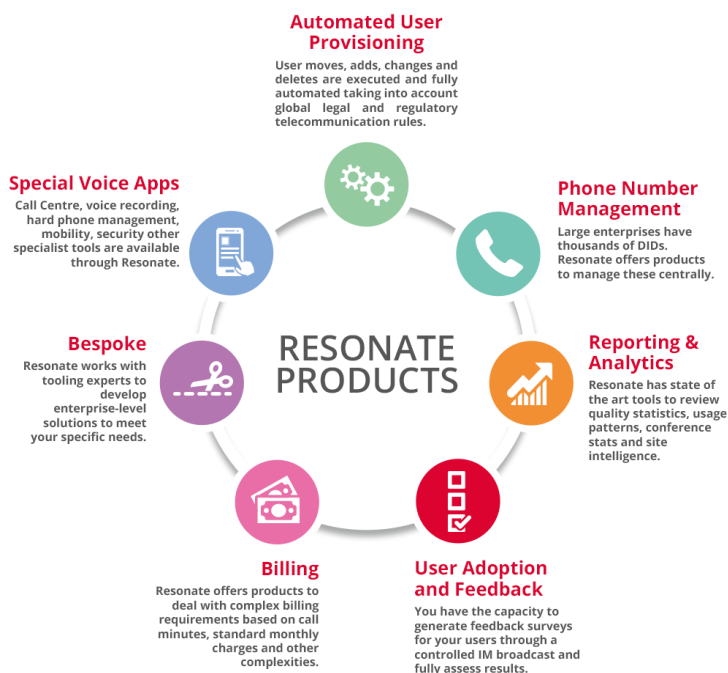 Automated User
Provisioning
User moves, adds, changes and
deletes are executed and fully
automated taking into account
global legal and regulatory
telecommunication rules.
Special Voice Apps
Call Centre, voice recording,
hard phone management,
mobility, security other
specialist tools are available
through Resonate.
Phone Number
Management
Large enterprises have
thousands of DIDs.
Resonate offers products
to manage these centrally.
Bespoke
Resonate works with
tooling experts to
develop
enterprise-level
solutions to meet
your specific needs.
RESONATE
PRODUCTS
Reporting &
Analytics
Resonate has state of
the art tools to review
quality statistics, usage
patterns, conference
stats and site
intelligence.
Billing
Resonate offers products to
deal with complex billing
requirements based on call
minutes, standard monthly
charges and other
complexities.
User Adoption
and Feedback
You have the capacity to
generate feedback surveys
for your users through a
controlled IM broadcast and
fully assess results.